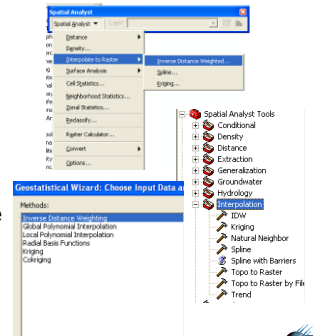 Spatial Analyst
Spatial Analyst
Layer:
Distance
Density...
Interpolate to Raster
Surface Analysis
Cell Statistics...
Neighborhood Statistics...
Zonal Statistics...
Reclassify...
Raster Calculator...
Convert
Options...
Inverse Distance Weighted...
Spline...
Kriging...
Spatial Analyst Tools
Conditional
Density
Distance
Extraction
Generalization
Groundwater
Hydrology
Interpolation
IDW
Kriging
Natural Neighbor
Spline
Spline with Barriers
Topo to Raster
Topo to Raster by File
Trend
Geostatistical Wizard: Choose Input Data a
Methods:
Inverse Distance Weighting
Global Polynomial Interpolation
Local Polynomial Interpolation
Radial Basis Functions
Kriging
Cokriging